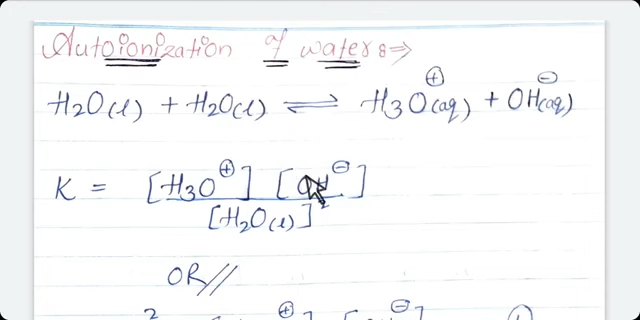 Autoionization of water :⇒
H2O(l) + H2O(l) ⇌ H3O⊕(aq) + OH⊖(aq)
K = [H3O⊕] [OH⊖] / [H2O(l)]²
OR//